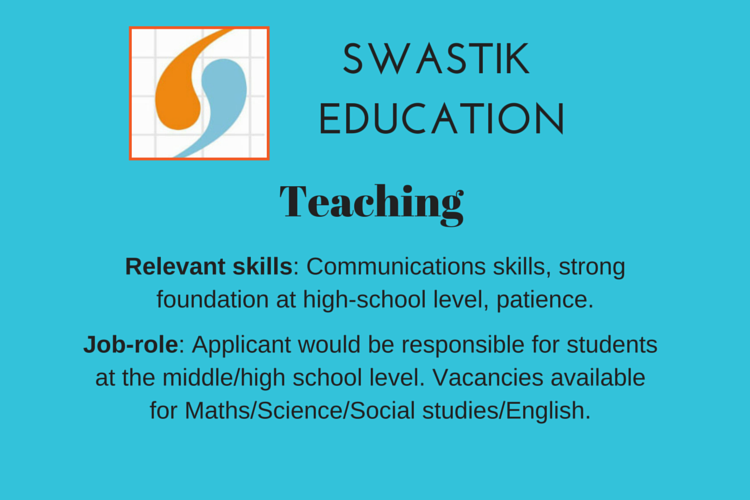 SWASTIK
EDUCATION
Teaching
Relevant skills: Communications skills, strong
foundation at high-school level, patience.
Job-role: Applicant would be responsible for students
at the middle/high school level. Vacancies available
for Maths/Science/Social studies/English.